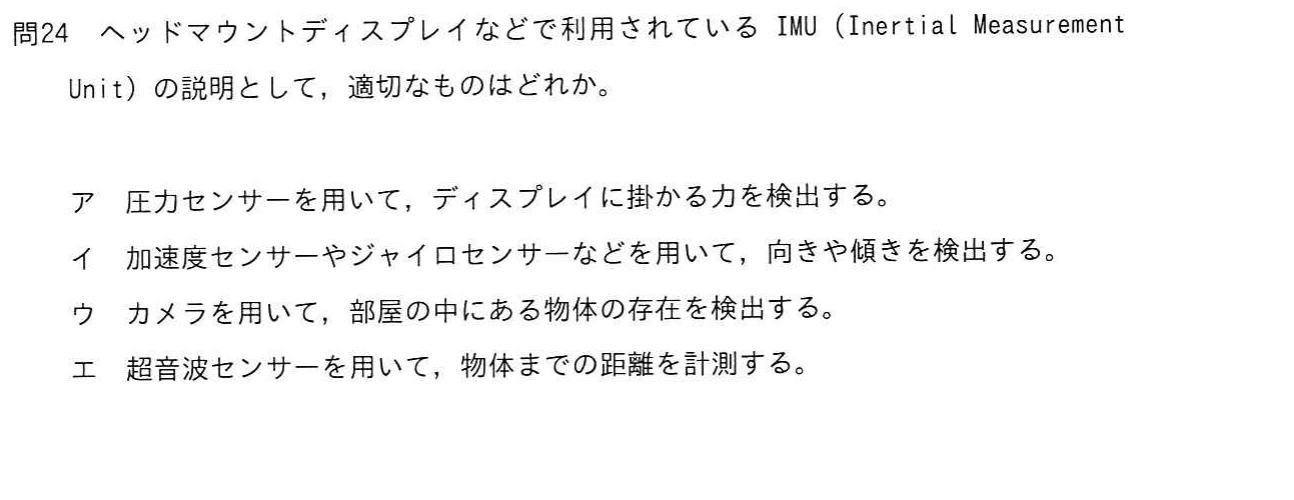 問24　ヘッドマウントディスプレイなどで利用されている IMU（Inertial Measurement
Unit）の説明として，適切なものはどれか。
ア　圧力センサーを用いて，ディスプレイに掛かる力を検出する。
イ　加速度センサーやジャイロセンサーなどを用いて，向きや傾きを検出する。
ウ　カメラを用いて，部屋の中にある物体の存在を検出する。
エ　超音波センサーを用いて，物体までの距離を計測する。